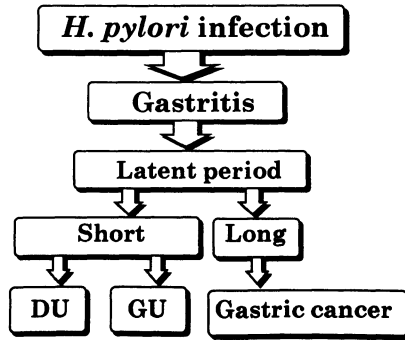 H. pylori infection
Gastritis
Latent period
Short Long
DU GU Gastric cancer